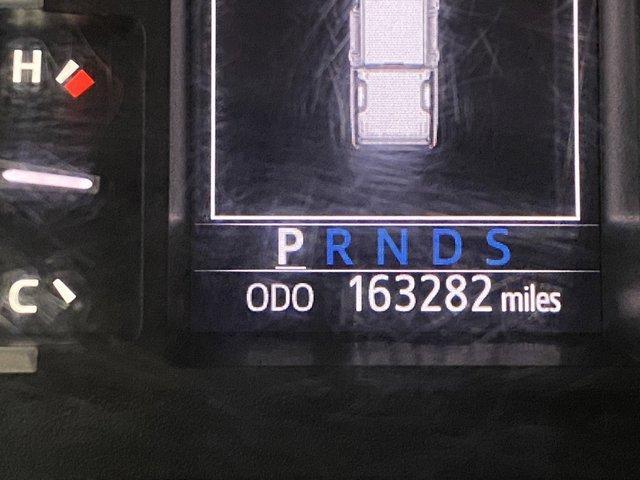 H
P R N D S
C
ODO 163282 miles